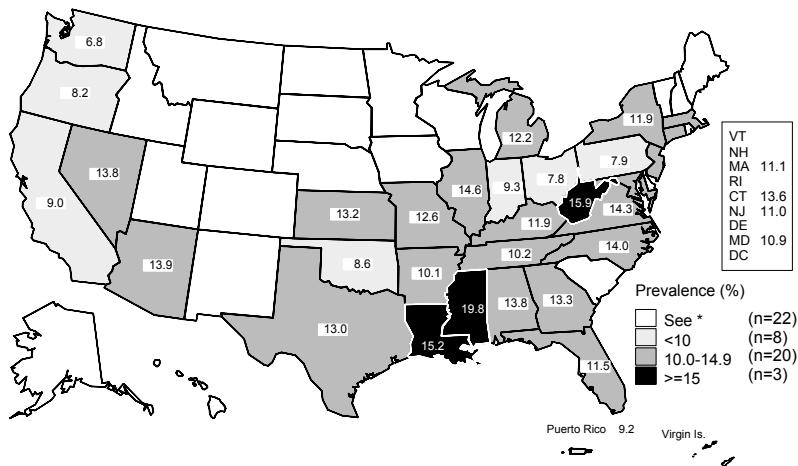 6.8
8.2
11.9
12.2
7.9
13.8
14.6
9.3
7.8
9.0
15.9
13.2
12.6
11.9
14.3
13.9
8.6
10.1
10.2
14.0
19.8
13.8
13.3
13.0
15.2
11.5
VT
NH
MA 11.1
RI
CT 13.6
NJ 11.0
DE
MD 10.9
DC
Prevalence (%)
See * (n=22)
<10 (n=8)
10.0-14.9 (n=20)
>=15 (n=3)
Puerto Rico 9.2 Virgin Is.